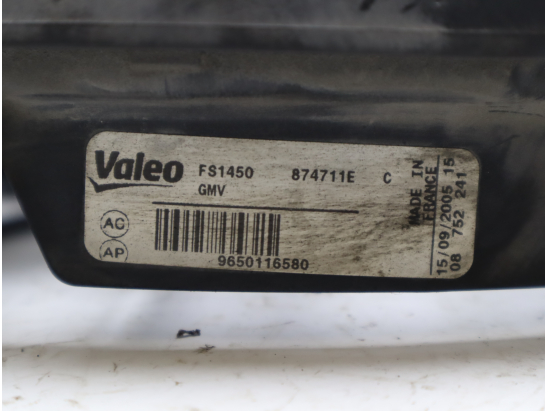 Valeo FS1450 874711E C
GMV
AC
AP
9650116580
MADE IN
FRANCE
15/09/2005 15
08 752 241